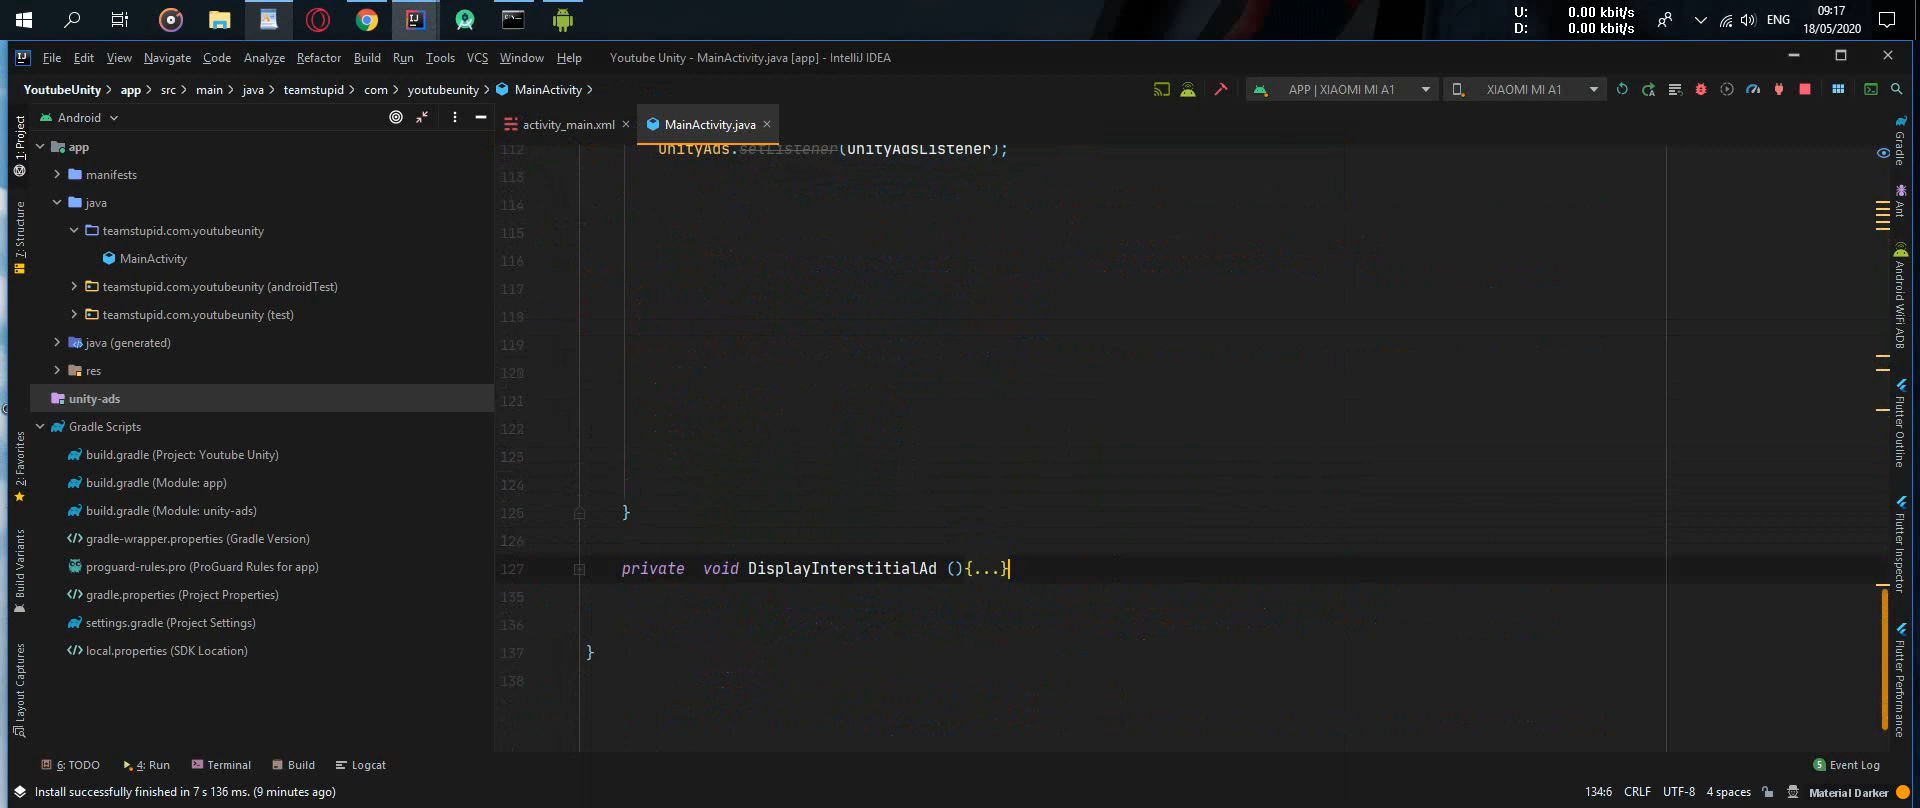 U: 0.00 kbit/s
D: 0.00 kbit/s
ENG
09:17
18/05/2020
File Edit View Navigate Code Analyze Refactor Build Run Tools VCS Window Help Youtube Unity - MainActivity.java [app] - IntelliJ IDEA
YoutubeUnity app src main java teamstupid com youtubeunity MainActivity
APP | XIAOMI MI A1 XIAOMI MI A1
Android
activity_main.xml MainActivity.java
1: Project
7: Structure
2: Favorites
Build Variants
Layout Captures
app
manifests
java
teamstupid.com.youtubeunity
MainActivity
teamstupid.com.youtubeunity (androidTest)
teamstupid.com.youtubeunity (test)
java (generated)
res
unity-ads
Gradle Scripts
build.gradle (Project: Youtube Unity)
build.gradle (Module: app)
build.gradle (Module: unity-ads)
gradle-wrapper.properties (Gradle Version)
proguard-rules.pro (ProGuard Rules for app)
gradle.properties (Project Properties)
settings.gradle (Project Settings)
local.properties (SDK Location)
112 UnityAds.setListener(UnityAdsListener);
113
114
115
116
117
118
119
121
122
124
125 }
126
127 private void DisplayInterstitialAd (){...}
135
136
137 }
138
Gradle
Ant
Android WiFi ADB
Flutter Outline
Flutter Inspector
Flutter Performance
6: TODO 4: Run Terminal Build Logcat
5 Event Log
Install successfully finished in 7 s 136 ms. (9 minutes ago)
134:6 CRLF UTF-8 4 spaces Material Darker